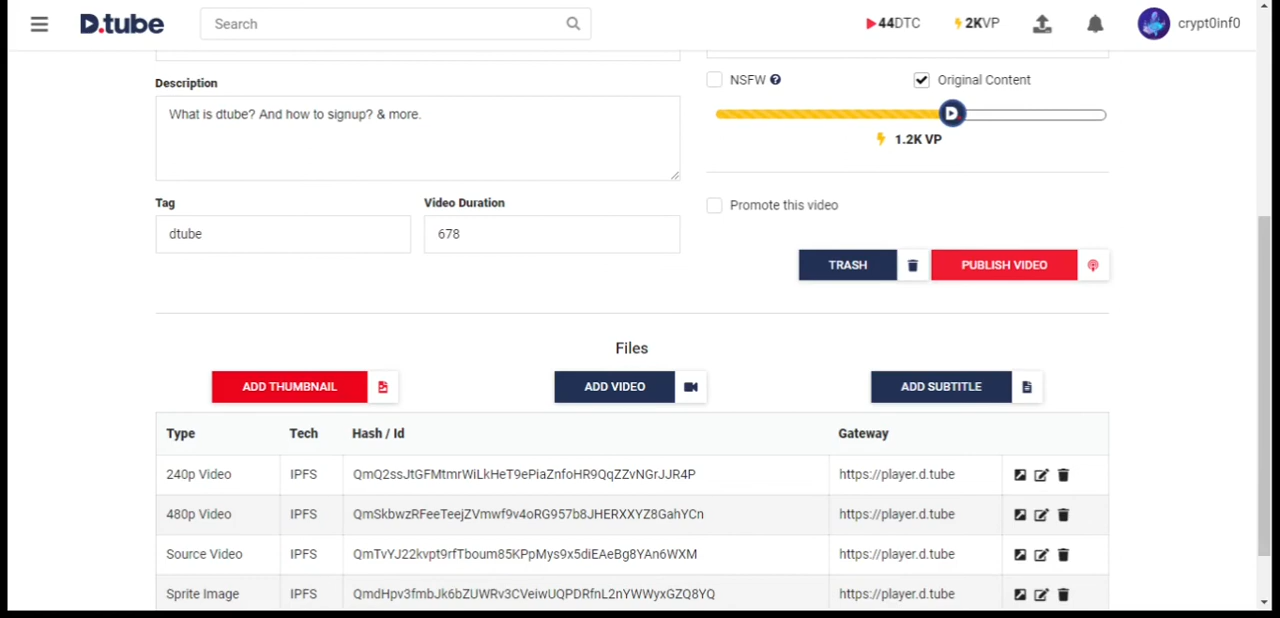 D.tube
Search
44DTC
2KVP
crypt0inf0
Description
What is dtube? And how to signup? & more.
Tag
Video Duration
dtube
678
NSFW
Original Content
1.2K VP
Promote this video
TRASH
PUBLISH VIDEO
Files
ADD THUMBNAIL
ADD VIDEO
ADD SUBTITLE
Type Tech Hash / Id Gateway
240p Video IPFS QmQ2ssJtGFMtmrWiLkHeT9ePiaZnfoHR9QqZZvNGrJJR4P https://player.d.tube
480p Video IPFS QmSkbwzRFeeTeejZVmwf9v4oRG957b8JHERXXYZ8GahYCn https://player.d.tube
Source Video IPFS QmTvYJ22kvpt9rfTboum85KPpMys9x5diEAeBg8YAn6WXM https://player.d.tube
Sprite Image IPFS QmdHpv3fmbJk6bZUWRv3CVeiwUQPDRfnL2nYWWyxGZQ8YQ https://player.d.tube